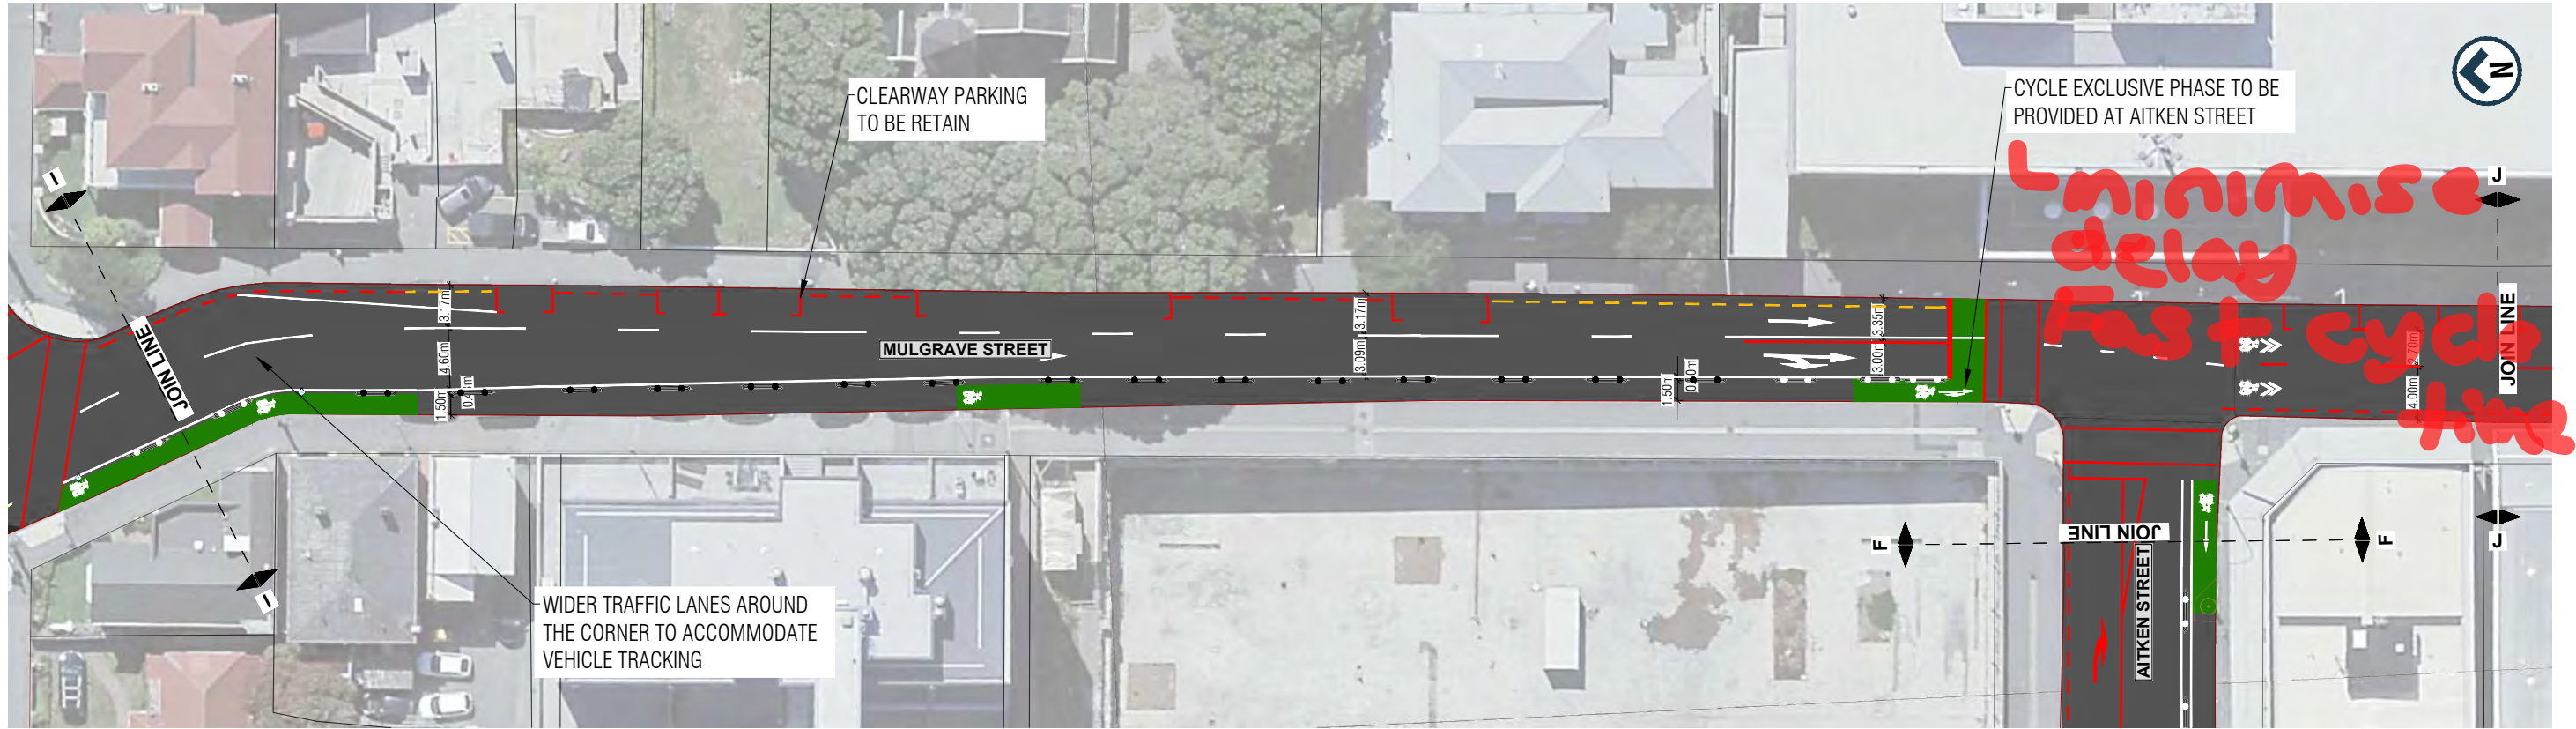 CLEARWAY PARKING
TO BE RETAIN
CYCLE EXCLUSIVE PHASE TO BE
PROVIDED AT AITKEN STREET
N
minimise
delay
Fast cycle
time
I
JOIN LINE
I
J
JOIN LINE
J
4.60m
1.50m
MULGRAVE STREET
3.17m
3.09m
3.35m
3.00m
1.50m
4.00m
WIDER TRAFFIC LANES AROUND
THE CORNER TO ACCOMMODATE
VEHICLE TRACKING
F
JOIN LINE
F
AITKEN STREET